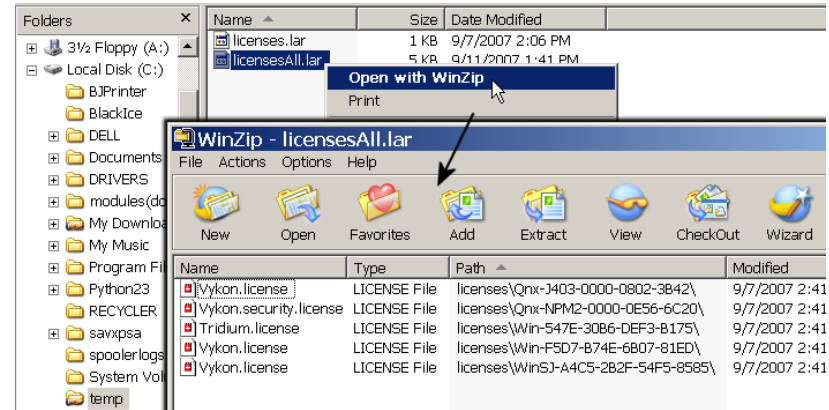 Folders ×
Name Size Date Modified
3½ Floppy (A:)
Local Disk (C:)
BJPrinter
BlackIce
DELL
Documents
DRIVERS
modules(do
My Downloa
My Music
Program Fil
Python23
RECYCLER
savxpsa
spoolerlogs
System Volu
temp
licenses.lar 1 KB 9/7/2007 2:06 PM
licensesAll.lar 5 KB 9/11/2007 1:41 PM
Open with WinZip
Print
WinZip - licensesAll.lar
File Actions Options Help
New Open Favorites Add Extract View CheckOut Wizard
Name Type Path Modified
Vykon.license LICENSE File licenses\Qnx-J403-0000-0802-3B42\ 9/7/2007 2:41
Vykon.security.license LICENSE File licenses\Qnx-NPM2-0000-0E56-6C20\ 9/7/2007 2:41
Tridium.license LICENSE File licenses\Win-547E-30B6-DEF3-B175\ 9/7/2007 2:41
Vykon.license LICENSE File licenses\Win-F5D7-B74E-6B07-81ED\ 9/7/2007 2:41
Vykon.license LICENSE File licenses\WinSJ-A4C5-2B2F-54F5-8585\ 9/7/2007 2:41